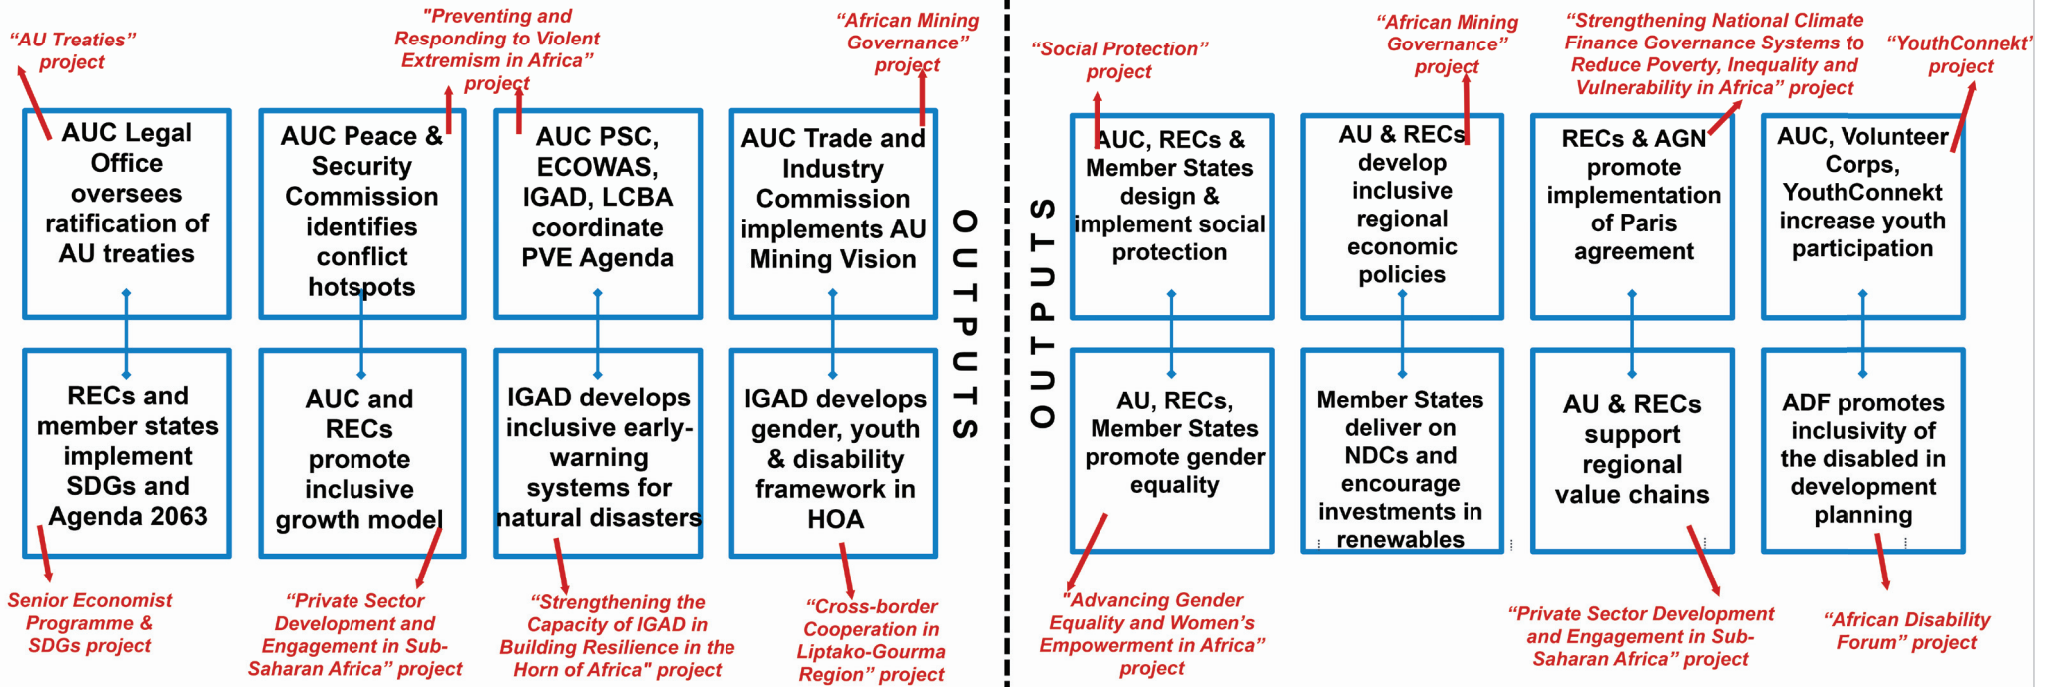 “AU Treaties”
project
"Preventing and
Responding to Violent
Extremism in Africa”
project
“African Mining
Governance”
project
AUC Legal
Office
oversees
ratification of
AU treaties
AUC Peace &
Security
Commission
identifies
conflict
hotspots
AUC PSC,
ECOWAS,
IGAD, LCBA
coordinate
PVE Agenda
AUC Trade and
Industry
Commission
implements AU
Mining Vision
RECs and
member states
implement
SDGs and
Agenda 2063
AUC and
RECs
promote
inclusive
growth model
IGAD develops
inclusive early-
warning
systems for
natural disasters
IGAD develops
gender, youth
& disability
framework in
HOA
Senior Economist
Programme &
SDGs project
“Private Sector
Development and
Engagement in Sub-
Saharan Africa” project
“Strengthening the
Capacity of IGAD in
Building Resilience in the
Horn of Africa" project
“Cross-border
Cooperation in
Liptako-Gourma
Region” project
OUTPUTS
OUTPUTS
“Social Protection”
project
“African Mining
Governance”
project
“Strengthening National Climate
Finance Governance Systems to
Reduce Poverty, Inequality and
Vulnerability in Africa” project
“YouthConnekt’
project
AUC, RECs &
Member States
design &
implement social
protection
AU & RECs
develop
inclusive
regional
economic
policies
RECs & AGN
promote
implementation
of Paris
agreement
AUC, Volunteer
Corps,
YouthConnekt
increase youth
participation
AU, RECs,
Member States
promote gender
equality
Member States
deliver on
NDCs and
encourage
investments in
renewables
AU & RECs
support
regional
value chains
ADF promotes
inclusivity of
the disabled in
development
planning
"Advancing Gender
Equality and Women’s
Empowerment in Africa”
project
“Private Sector Development
and Engagement in Sub-
Saharan Africa” project
“African Disability
Forum” project